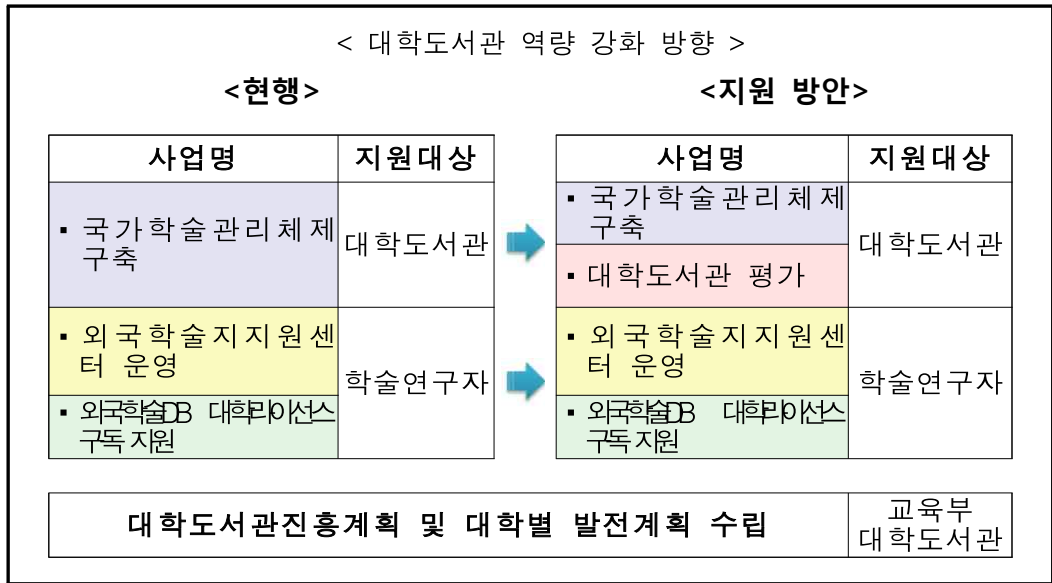 < 대학도서관 역량 강화 방향 >
<현행>
사업명 지원대상
▪ 국가학술관리체제
구축
대학도서관
▪ 외국학술지지원센
터 운영
▪ 외국학술DB 대학라이선스
구독 지원
학술연구자
<지원 방안>
사업명 지원대상
▪ 국가학술관리체제
구축
▪ 대학도서관 평가
대학도서관
▪ 외국학술지지원센
터 운영
▪ 외국학술DB 대학라이선스
구독 지원
학술연구자
대학도서관진흥계획 및 대학별 발전계획 수립
교육부
대학도서관